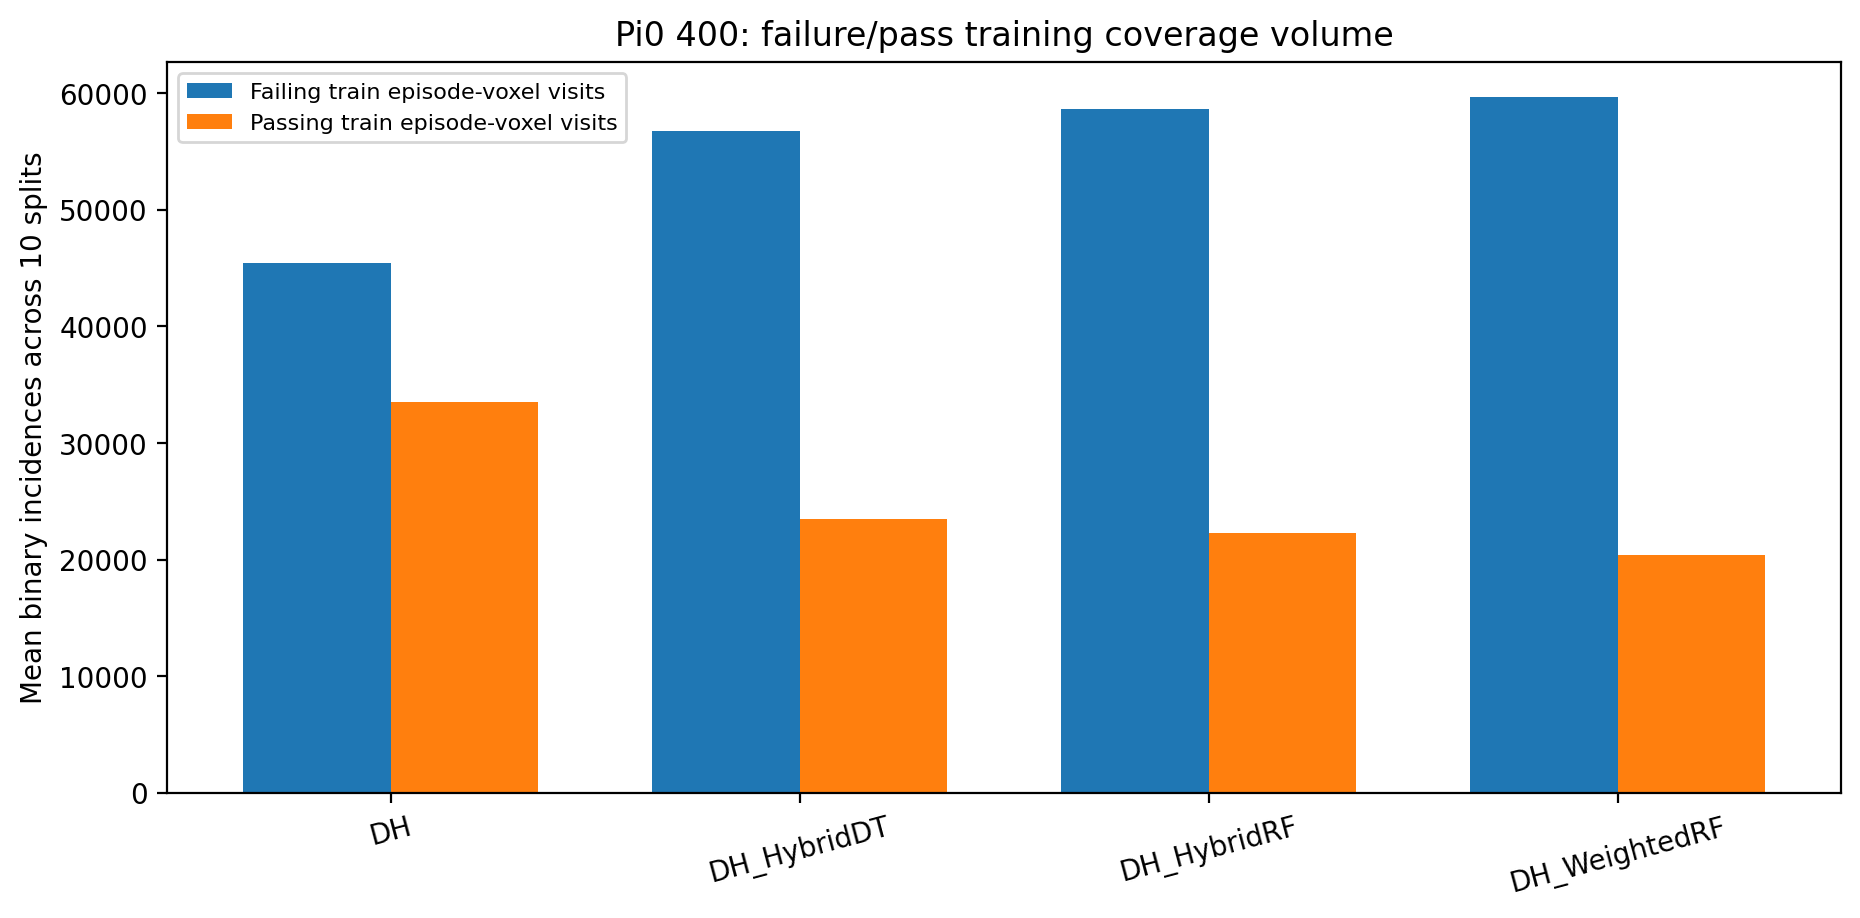 Pi0 400: failure/pass training coverage volume
Failing train episode-voxel visits
Passing train episode-voxel visits
Mean binary incidences across 10 splits
60000
50000
40000
30000
20000
10000
0
DH
DH_HybridDT
DH_HybridRF
DH_WeightedRF